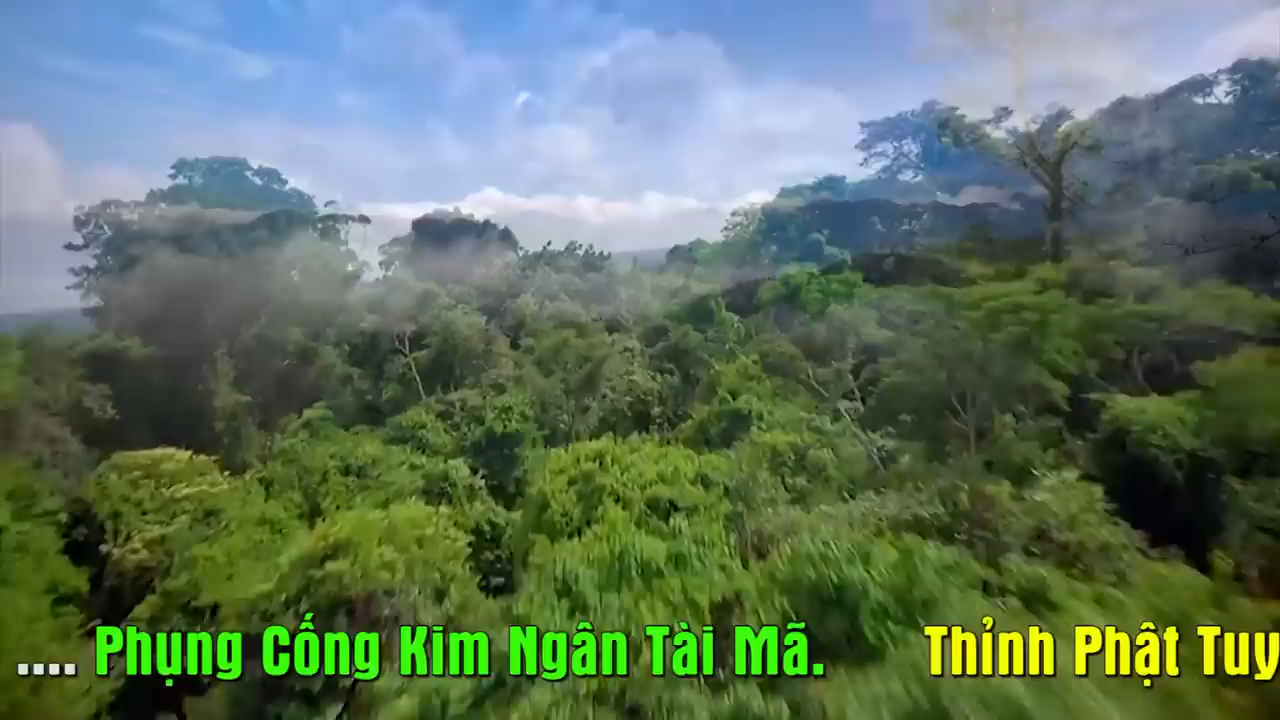 .... Phụng Cống Kim Ngân Tài Mã. Thỉnh Phật Tuy